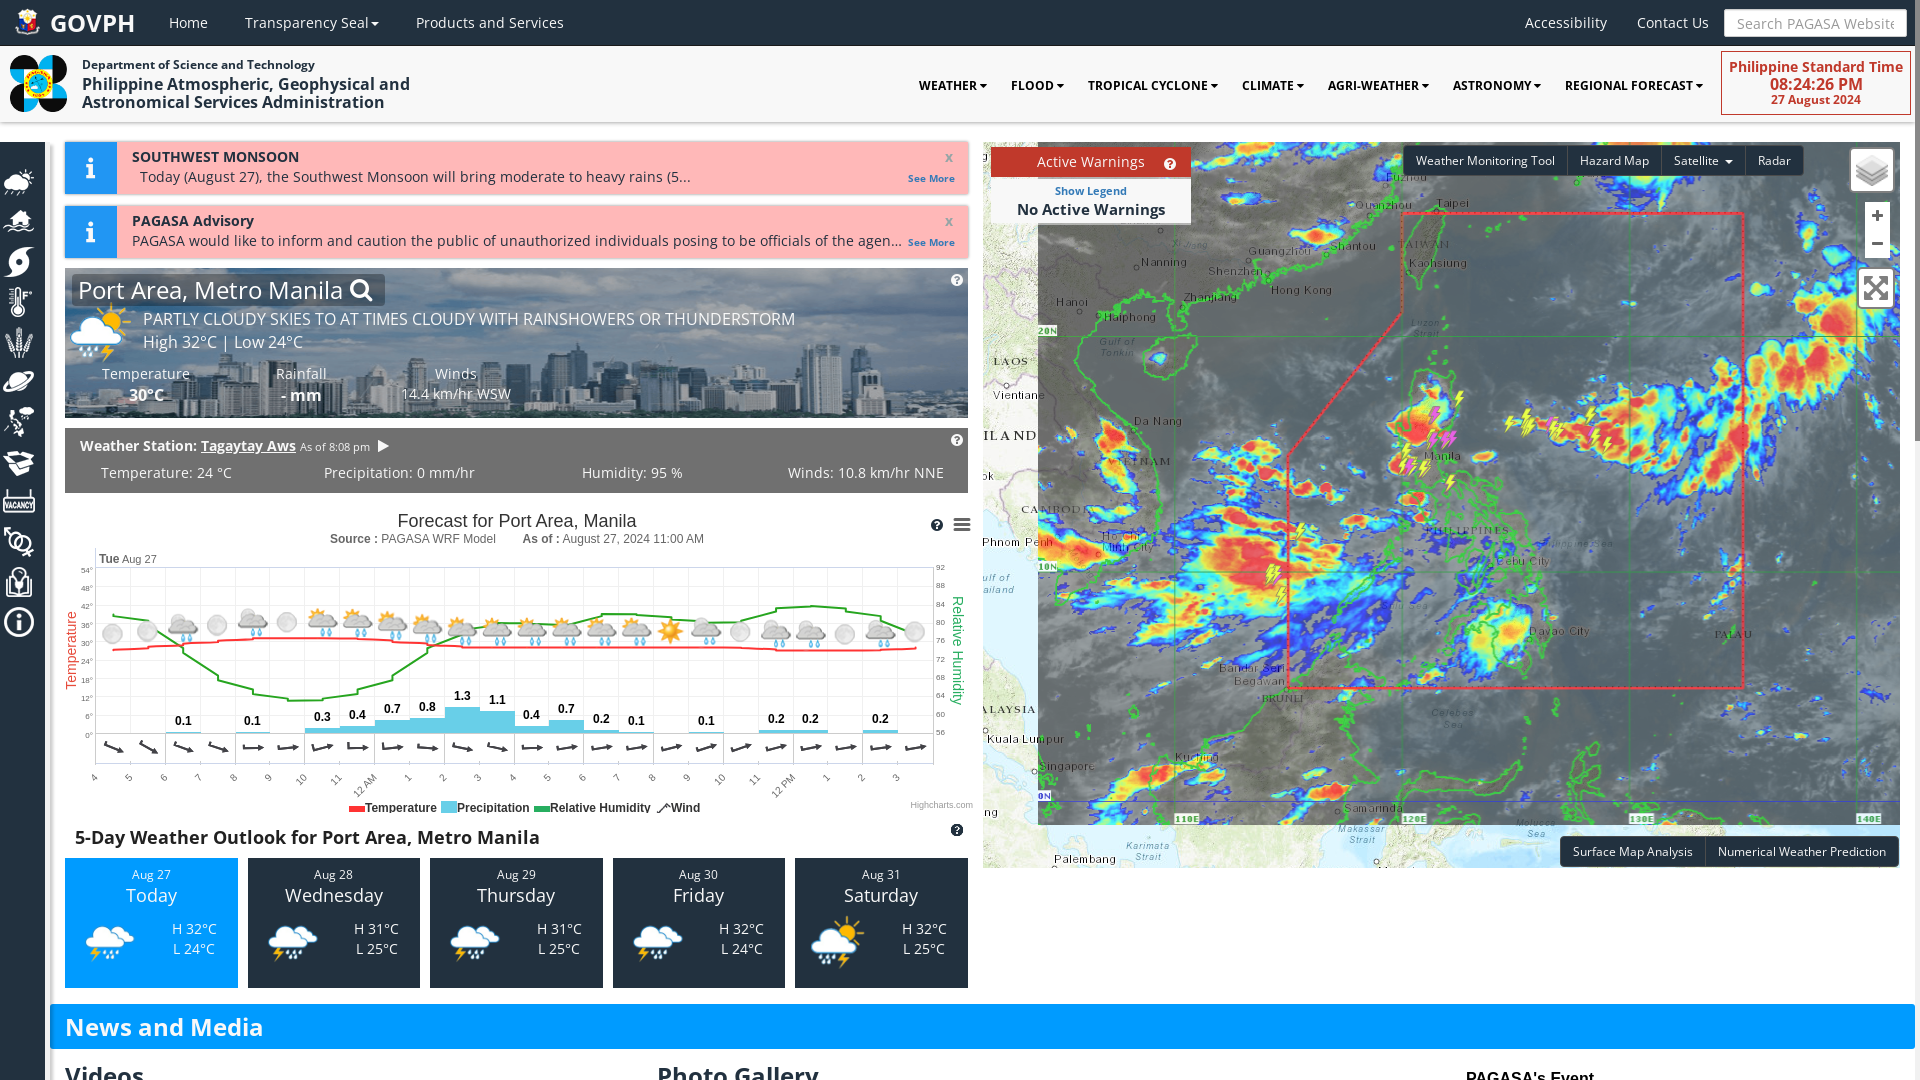 GOVPH
Home
Transparency Seal
Products and Services
Accessibility
Contact Us
Search PAGASA Website
Department of Science and Technology
Philippine Atmospheric, Geophysical and
Astronomical Services Administration
WEATHER
FLOOD
TROPICAL CYCLONE
CLIMATE
AGRI-WEATHER
ASTRONOMY
REGIONAL FORECAST
Philippine Standard Time
08:24:26 PM
27 August 2024
SOUTHWEST MONSOON
x
Today (August 27), the Southwest Monsoon will bring moderate to heavy rains (5...
See More
PAGASA Advisory
x
PAGASA would like to inform and caution the public of unauthorized individuals posing to be officials of the agen...
See More
Port Area, Metro Manila
PARTLY CLOUDY SKIES TO AT TIMES CLOUDY WITH RAINSHOWERS OR THUNDERSTORM
High 32°C | Low 24°C
Temperature
Rainfall
Winds
30°C
- mm
14.4 km/hr WSW
Weather Station: Tagaytay Aws As of 8:08 pm
Temperature: 24 °C
Precipitation: 0 mm/hr
Humidity: 95 %
Winds: 10.8 km/hr NNE
Forecast for Port Area, Manila
Source : PAGASA WRF Model As of : August 27, 2024 11:00 AM
Tue Aug 27
Temperature
54°
48°
42°
36°
30°
24°
18°
12°
6°
0°
92
88
84
80
76
72
68
64
60
56
Relative Humidity
0.1
0.1
0.3
0.4
0.7
0.8
1.3
1.1
0.4
0.7
0.2
0.1
0.1
0.2
0.2
0.2
4 5 6 7 8 9 10 11 12 AM 1 2 3 4 5 6 7 8 9 10 11 12 PM 1 2 3
Temperature Precipitation Relative Humidity Wind
Highcharts.com
5-Day Weather Outlook for Port Area, Metro Manila
Aug 27
Today
H 32°C
L 24°C
Aug 28
Wednesday
H 31°C
L 25°C
Aug 29
Thursday
H 31°C
L 25°C
Aug 30
Friday
H 32°C
L 24°C
Aug 31
Saturday
H 32°C
L 25°C
VACANCY
Active Warnings
Show Legend
No Active Warnings
Weather Monitoring Tool
Hazard Map
Satellite
Radar
+
−
Fuzhou
Quanzhou
Taipei
Guangzhou
Shantou
TAIWAN
Nanning
Shenzhen
Kaohsiung
Hanoi
Zhanjiang
Hong Kong
Haiphong
20N
Luzon
Strait
Gulf of
Tonkin
LAOS
Vientiane
Da Nang
ILAND
Manila
VIETNAM
CAMBODI
PHILIPPINES
Phnom Penh
Ho Chi
Minh City
Cebu City
10N
ulf of
ailand
Sulu Sea
Davao City
PALAU
Bandar Seri
Begawan
BRUNEI
ALAYSIA
Celebes
Sea
Kuala Lumpur
Kuching
Singapore
0N
Samarinda
110E
120E
130E
140E
Makassar
Strait
Molucca
Sea
Karimata
Strait
Palembang
Surface Map Analysis
Numerical Weather Prediction
News and Media
Videos
Photo Gallery
PAGASA's Event